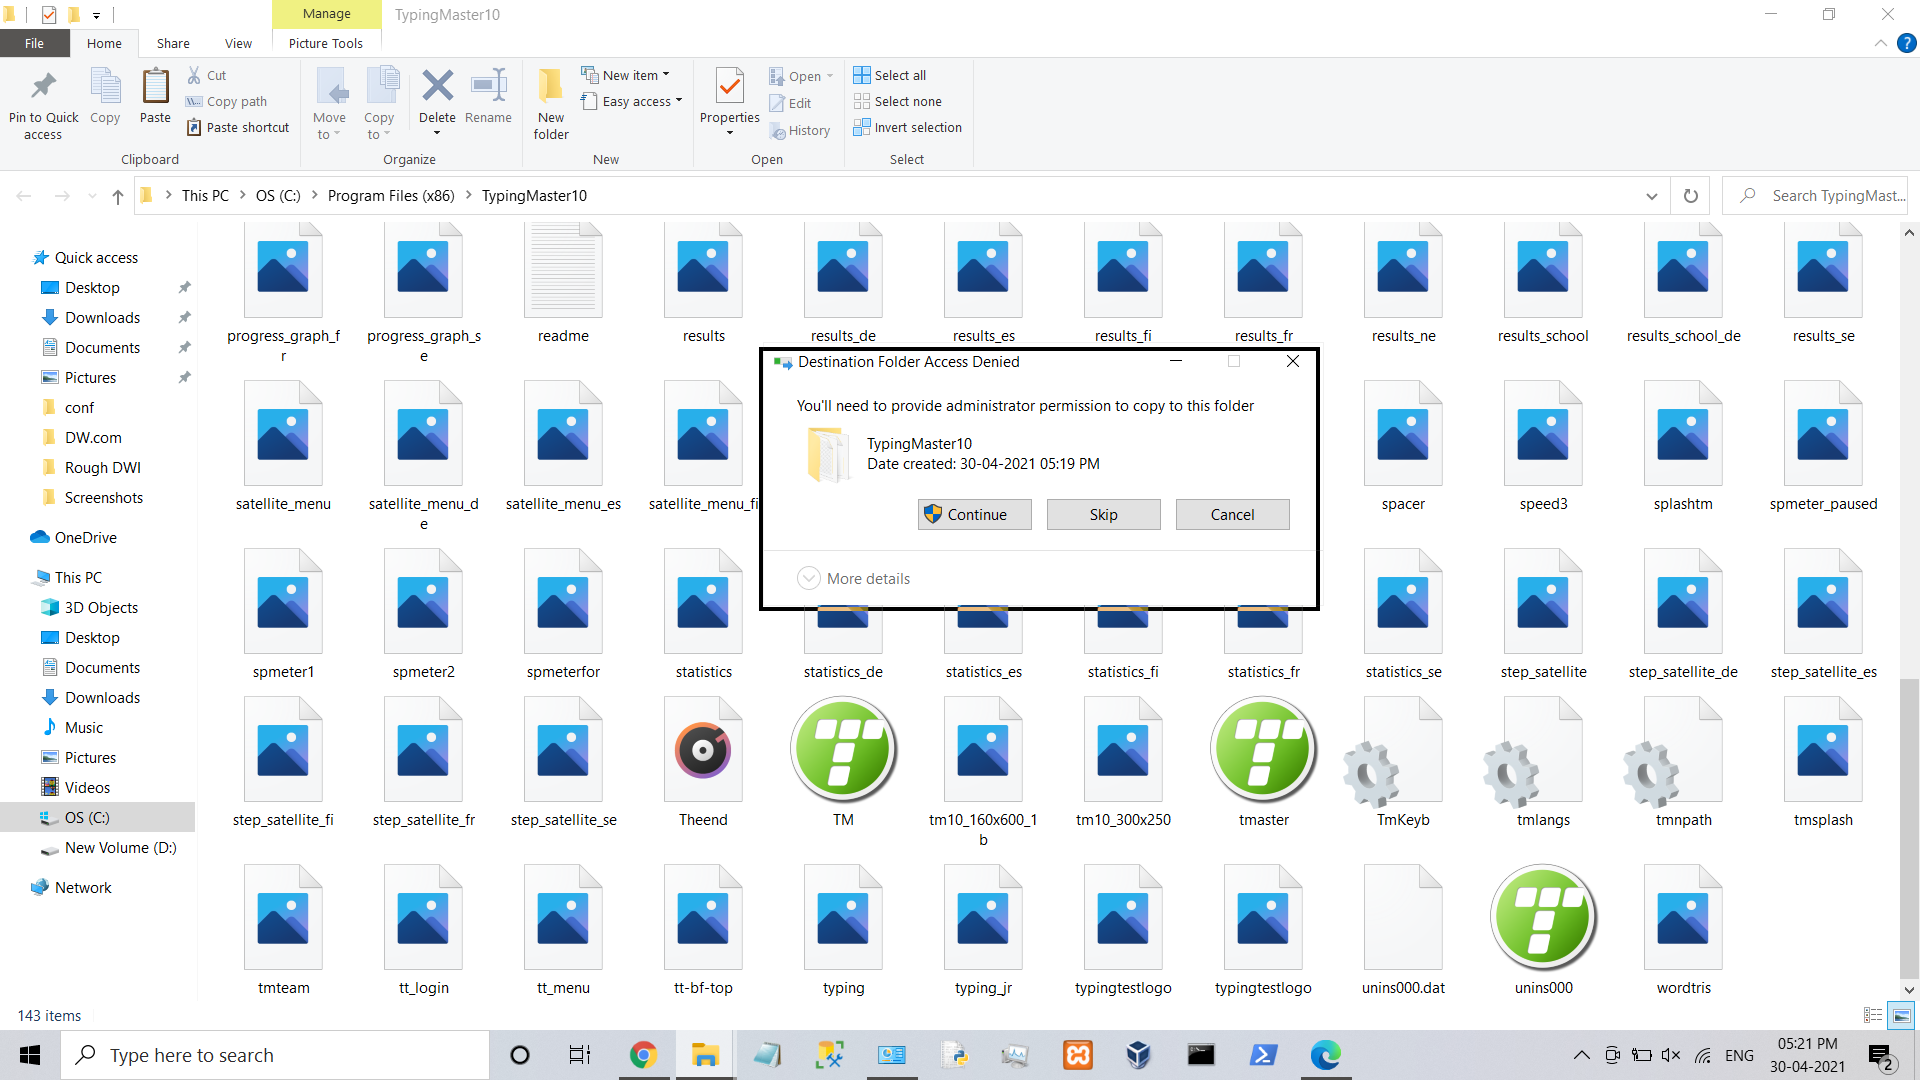 Manage
TypingMaster10
File
Home
Share
View
Picture Tools
Pin to Quick access
Copy
Paste
Cut
Copy path
Paste shortcut
Clipboard
Move to
Copy to
Delete
Rename
Organize
New folder
New item
Easy access
New
Properties
Open
Edit
History
Open
Select all
Select none
Invert selection
Select
This PC > OS (C:) > Program Files (x86) > TypingMaster10
Search TypingMast...
Quick access
Desktop
Downloads
Documents
Pictures
conf
DW.com
Rough DWI
Screenshots
OneDrive
This PC
3D Objects
Desktop
Documents
Downloads
Music
Pictures
Videos
OS (C:)
New Volume (D:)
Network
progress_graph_fr
progress_graph_se
readme
results
results_de
results_es
results_fi
results_fr
results_ne
results_school
results_school_de
results_se
satellite_menu
satellite_menu_de
satellite_menu_es
satellite_menu_fi
spacer
speed3
splashtm
spmeter_paused
Destination Folder Access Denied
You'll need to provide administrator permission to copy to this folder
TypingMaster10
Date created: 30-04-2021 05:19 PM
Continue
Skip
Cancel
More details
spmeter1
spmeter2
spmeterfor
statistics
statistics_de
statistics_es
statistics_fi
statistics_fr
statistics_se
step_satellite
step_satellite_de
step_satellite_es
step_satellite_fi
step_satellite_fr
step_satellite_se
Theend
TM
tm10_160x600_1b
tm10_300x250
tmaster
TmKeyb
tmlangs
tmnpath
tmsplash
tmteam
tt_login
tt_menu
tt-bf-top
typing
typing_jr
typingtestlogo
typingtestlogo
unins000.dat
unins000
wordtris
143 items
Type here to search
ENG
05:21 PM
30-04-2021
2